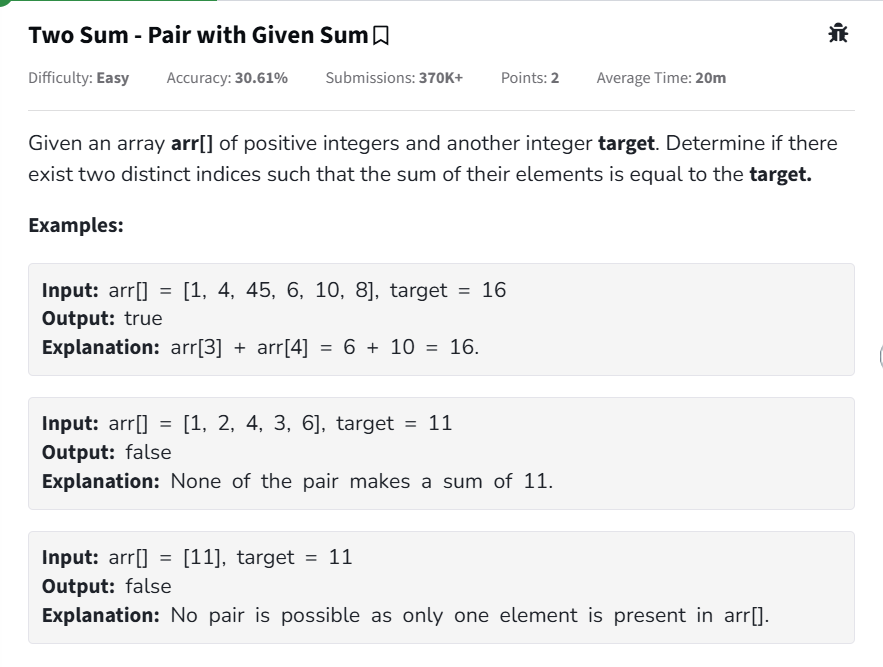 Two Sum - Pair with Given Sum
Difficulty: Easy Accuracy: 30.61% Submissions: 370K+ Points: 2 Average Time: 20m
Given an array arr[] of positive integers and another integer target. Determine if there
exist two distinct indices such that the sum of their elements is equal to the target.
Examples:
Input: arr[] = [1, 4, 45, 6, 10, 8], target = 16
Output: true
Explanation: arr[3] + arr[4] = 6 + 10 = 16.
Input: arr[] = [1, 2, 4, 3, 6], target = 11
Output: false
Explanation: None of the pair makes a sum of 11.
Input: arr[] = [11], target = 11
Output: false
Explanation: No pair is possible as only one element is present in arr[].